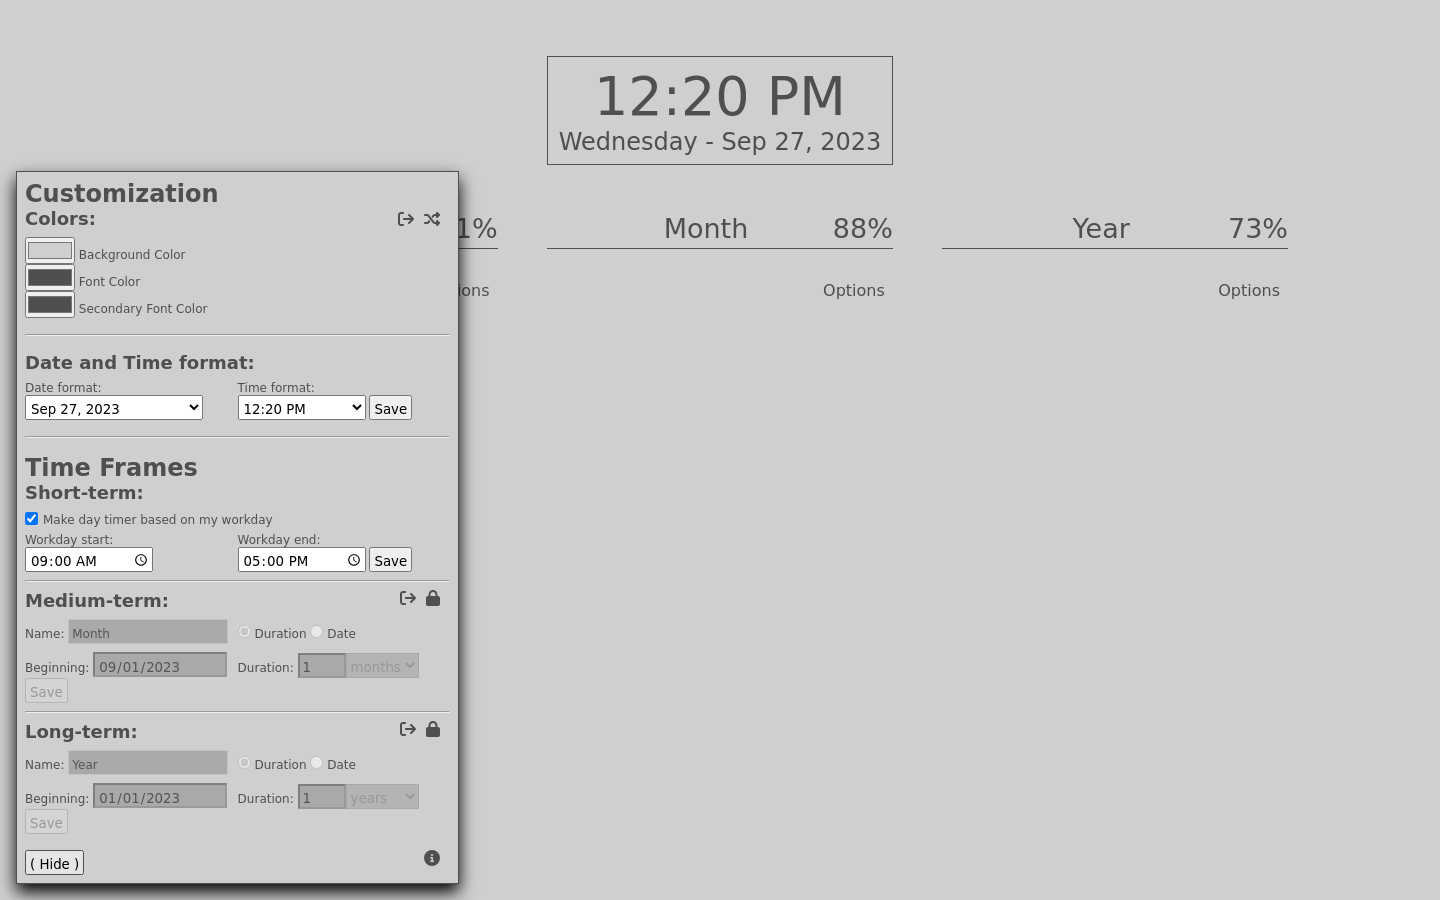 12:20 PM
Wednesday - Sep 27, 2023
1%
Month 88%
Year 73%
ions
Options
Options
Customization
Colors:
Background Color
Font Color
Secondary Font Color
Date and Time format:
Date format:
Time format:
Sep 27, 2023
12:20 PM
Save
Time Frames
Short-term:
Make day timer based on my workday
Workday start:
Workday end:
09:00 AM
05:00 PM
Save
Medium-term:
Name: Month
Duration Date
Beginning: 09/01/2023
Duration: 1 months
Save
Long-term:
Name: Year
Duration Date
Beginning: 01/01/2023
Duration: 1 years
Save
( Hide )